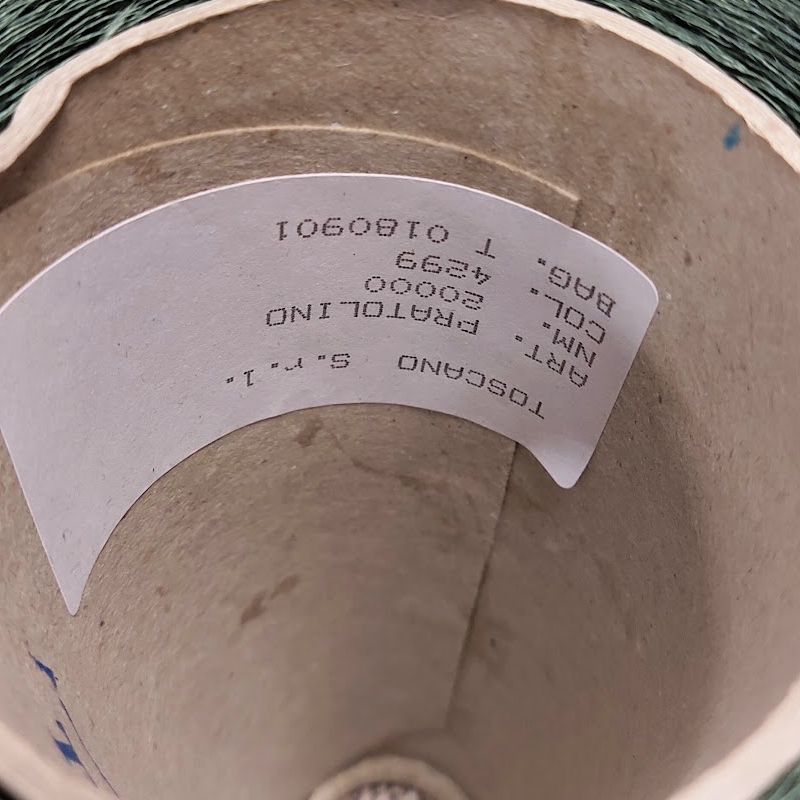 TOSCANO S.r.l.
ART. PRATOLINO
NM. 20000
COL. 4299
BAG. T 0180901